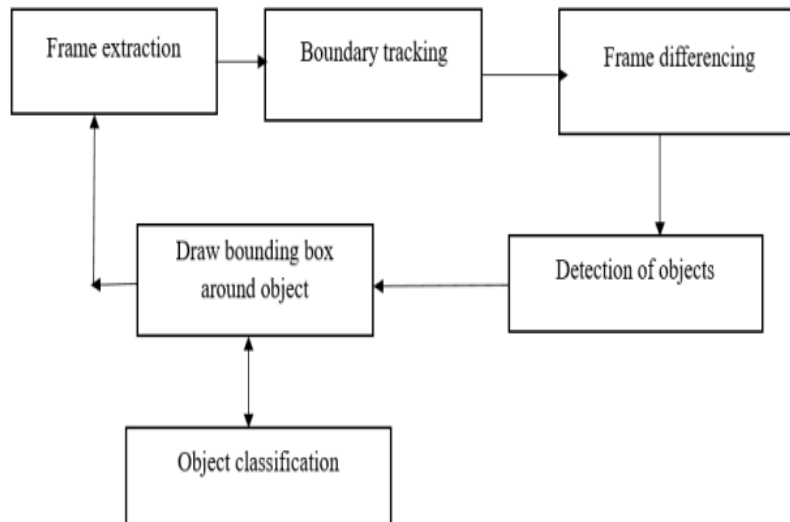 Frame extraction
Boundary tracking
Frame differencing
Draw bounding box
around object
Detection of objects
Object classification